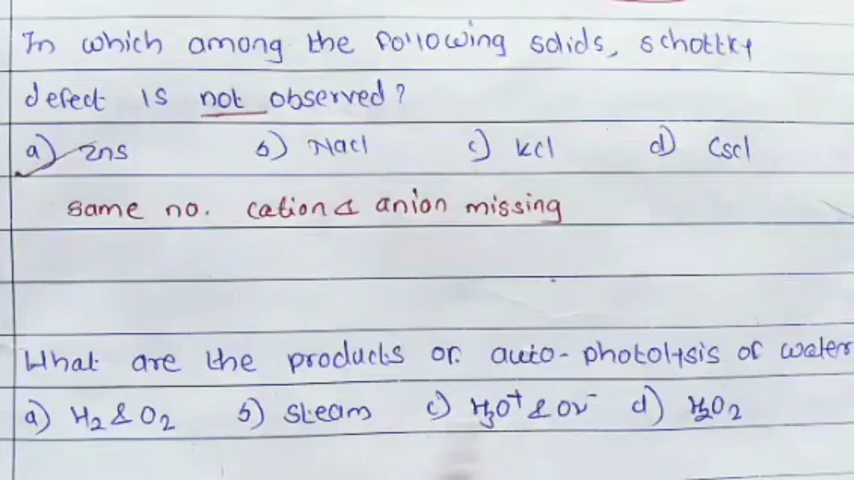 In which among the following solids, schottky
defect is not observed?
a) Zns b) Nacl c) kcl d) Cscl
same no. cation & anion missing
What are the products of auto-photolysis of water
a) H₂ & O₂ b) steam c) H₃O⁺ & OH⁻ d) H₂O₂